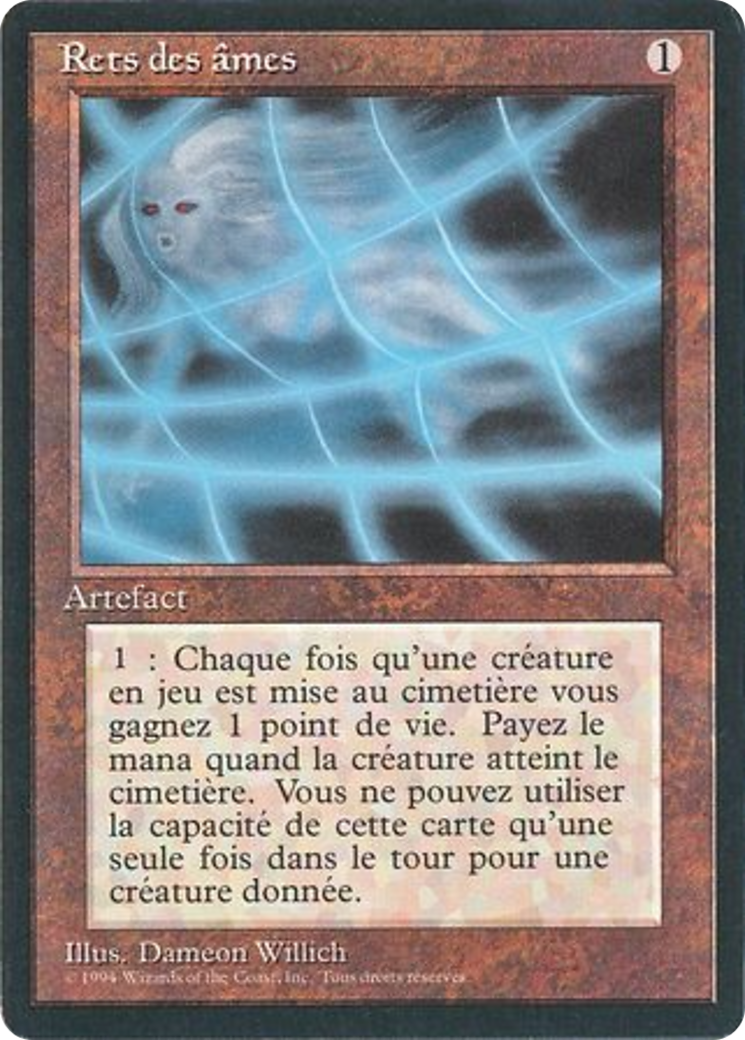 Rets des âmes
1
Artefact
1 : Chaque fois qu'une créature
en jeu est mise au cimetière vous
gagnez 1 point de vie. Payez le
mana quand la créature atteint le
cimetière. Vous ne pouvez utiliser
la capacité de cette carte qu'une
seule fois dans le tour pour une
créature donnée.
Illus. Dameon Willich
© 1994 Wizards of the Coast, Inc. Tous droits réservés.